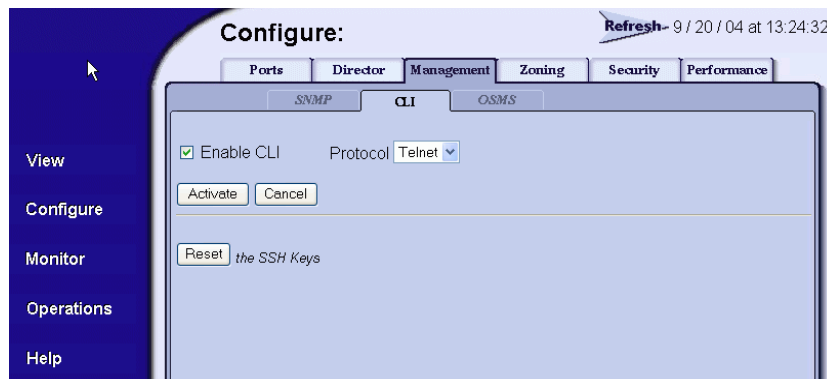 Configure:
Refresh- 9 / 20 / 04 at 13:24:32
Ports Director Management Zoning Security Performance
SNMP CLI OSMS
Enable CLI Protocol Telnet
Activate Cancel
Reset the SSH Keys
View
Configure
Monitor
Operations
Help